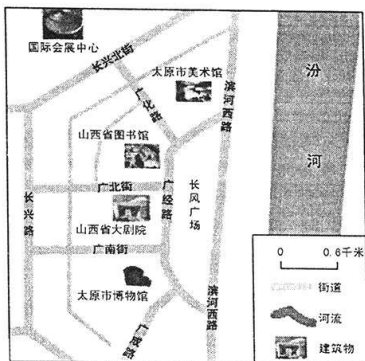 国际会展中心
长兴北街
太原市美术馆
广化路
滨河西路
汾河
山西省图书馆
广北街
广经路
长风广场
长兴路
山西省大剧院
广南街
太原市博物馆
广成路
滨河西路
0 0.6千米
街道
河流
建筑物